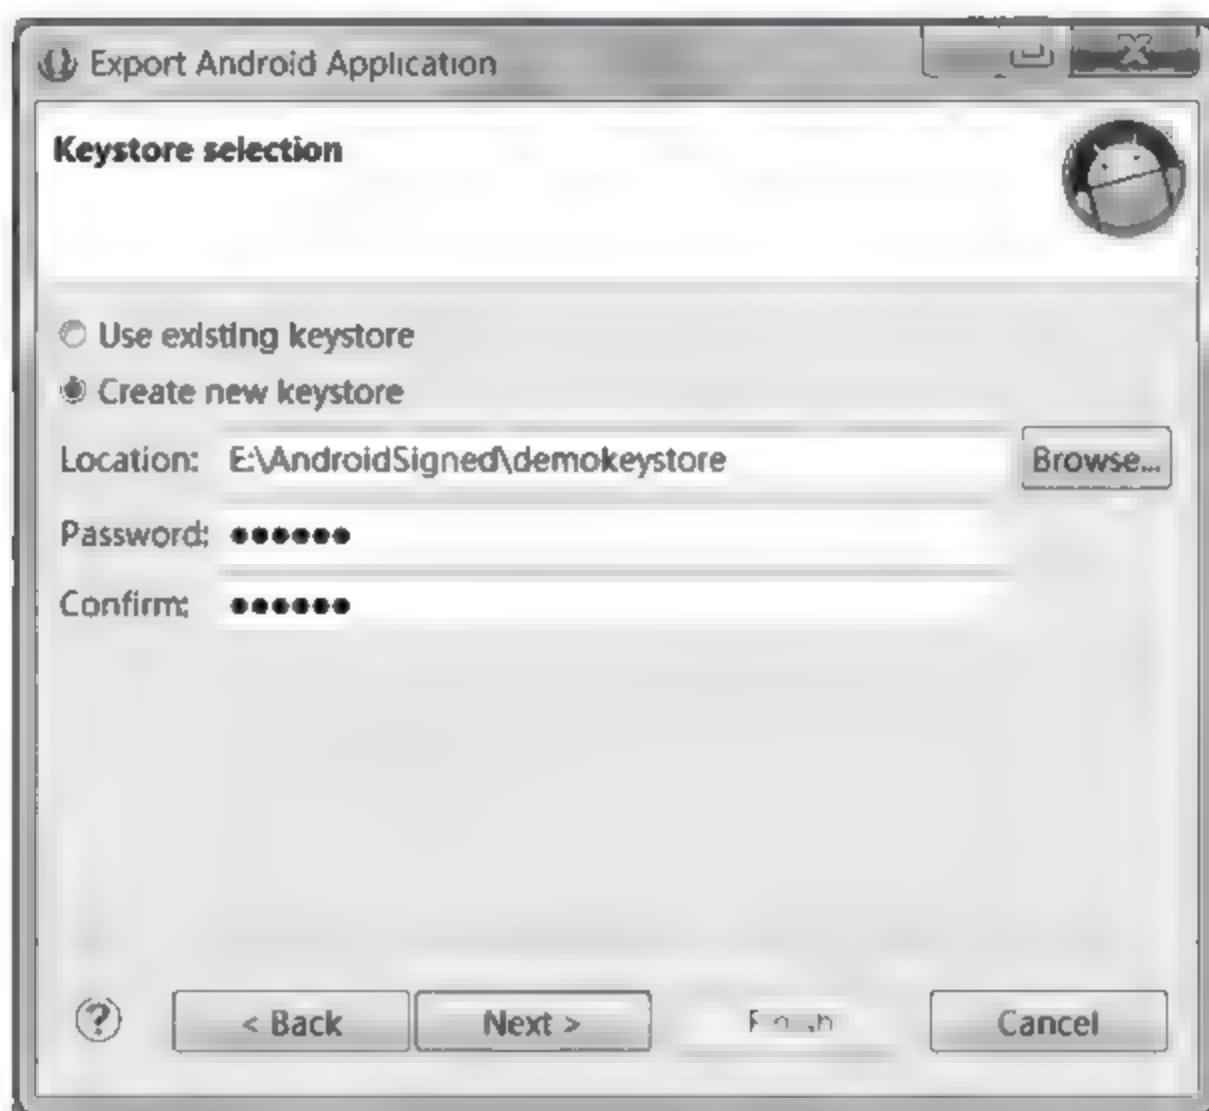 Export Android Application
Keystore selection
Use existing keystore
Create new keystore
Location: E:\AndroidSigned\demokeystore Browse...
Password: ●●●●●●
Confirm: ●●●●●●
< Back Next > Cancel